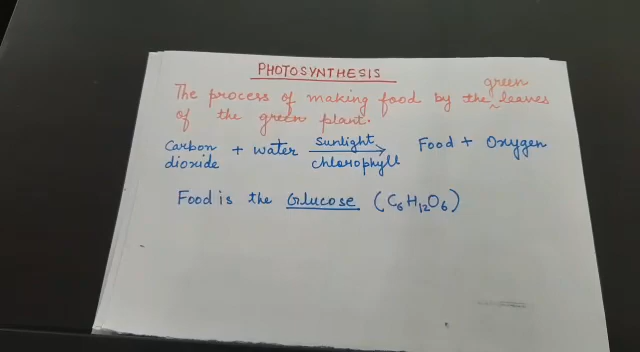 PHOTOSYNTHESIS
green
The process of making food by the ^ leaves
of the green plant.
Carbon dioxide + water sunlight chlorophyll → Food + Oxygen
Food is the Glucose (C₆H₁₂O₆)